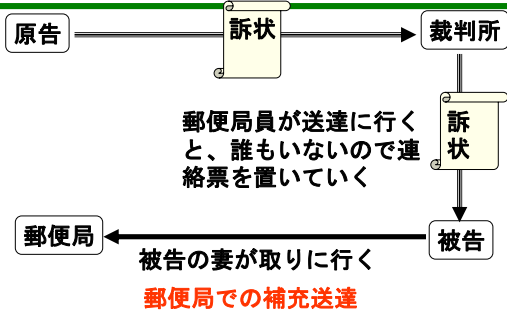 原告
訴状
裁判所
郵便局員が送達に行く
と、誰もいないので連
絡票を置いていく
訴
状
郵便局
被告
被告の妻が取りに行く
郵便局での補充送達